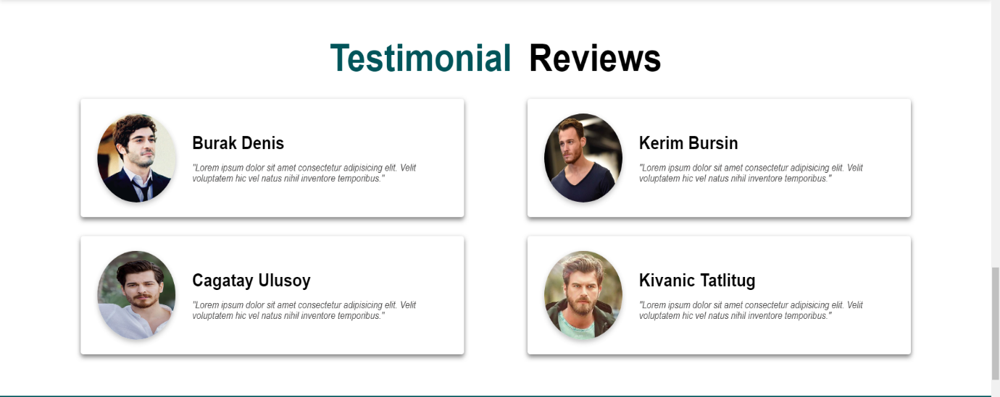 Testimonial Reviews
Burak Denis
"Lorem ipsum dolor sit amet consectetur adipisicing elit. Velit
voluptatem hic vel natus nihil inventore temporibus."
Kerim Bursin
"Lorem ipsum dolor sit amet consectetur adipisicing elit. Velit
voluptatem hic vel natus nihil inventore temporibus."
Cagatay Ulusoy
"Lorem ipsum dolor sit amet consectetur adipisicing elit. Velit
voluptatem hic vel natus nihil inventore temporibus."
Kivanic Tatlitug
"Lorem ipsum dolor sit amet consectetur adipisicing elit. Velit
voluptatem hic vel natus nihil inventore temporibus."